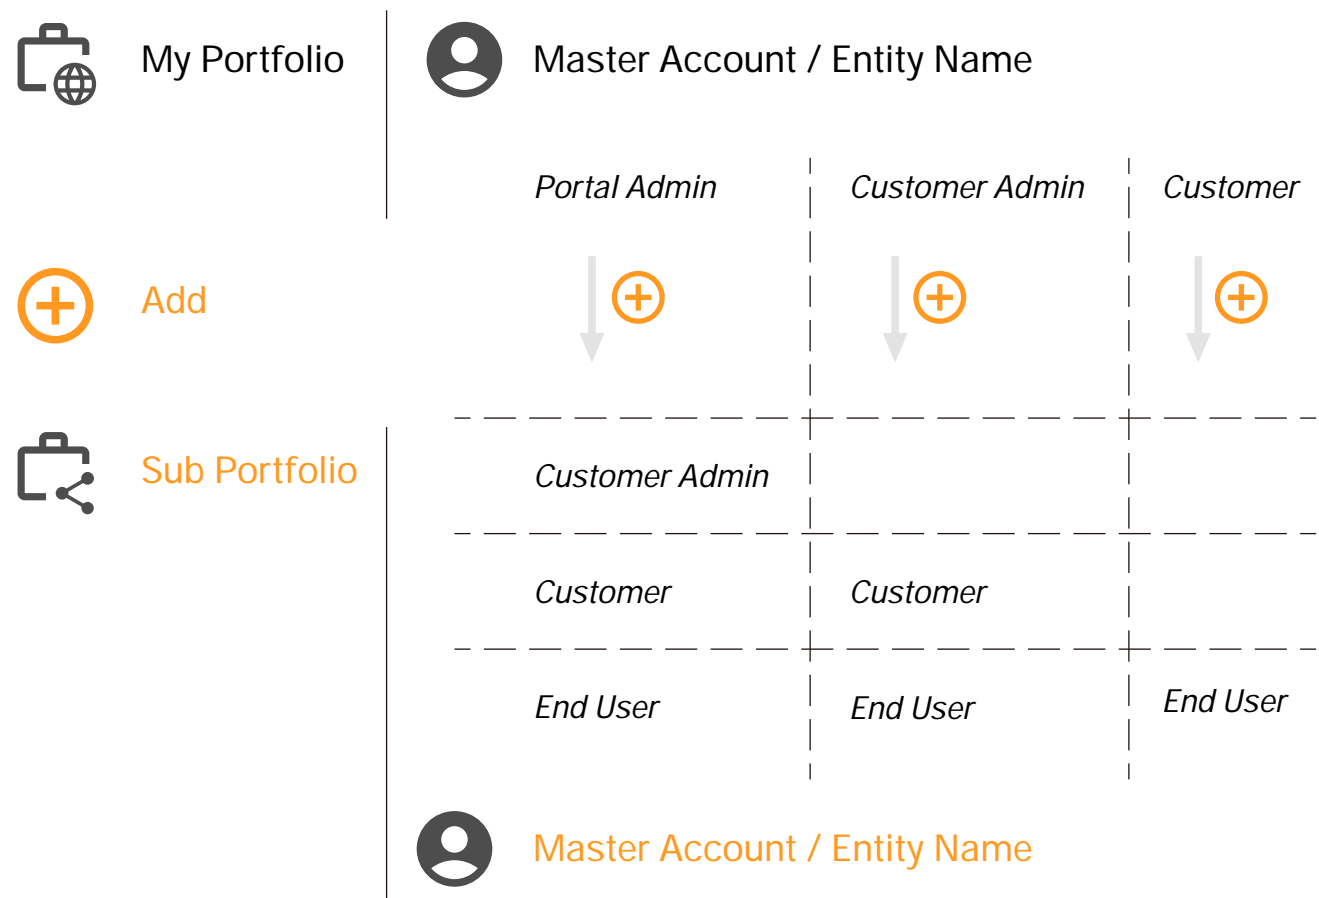 My Portfolio
Master Account / Entity Name
Portal Admin
Customer Admin
Customer
Add
Sub Portfolio
Customer Admin
Customer
Customer
End User
End User
End User
Master Account / Entity Name